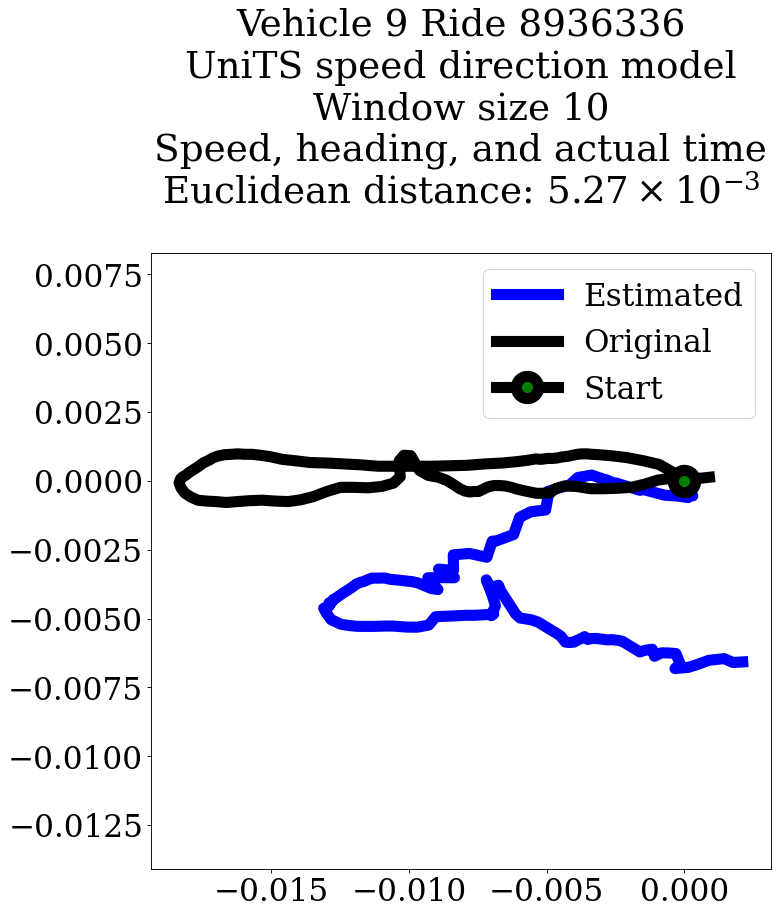 Vehicle 9 Ride 8936336
UniTS speed direction model
Window size 10
Speed, heading, and actual time
Euclidean distance: 5.27 × 10⁻³
Estimated
Original
Start
0.0075
0.0050
0.0025
0.0000
−0.0025
−0.0050
−0.0075
−0.0100
−0.0125
−0.015 −0.010 −0.005 0.000